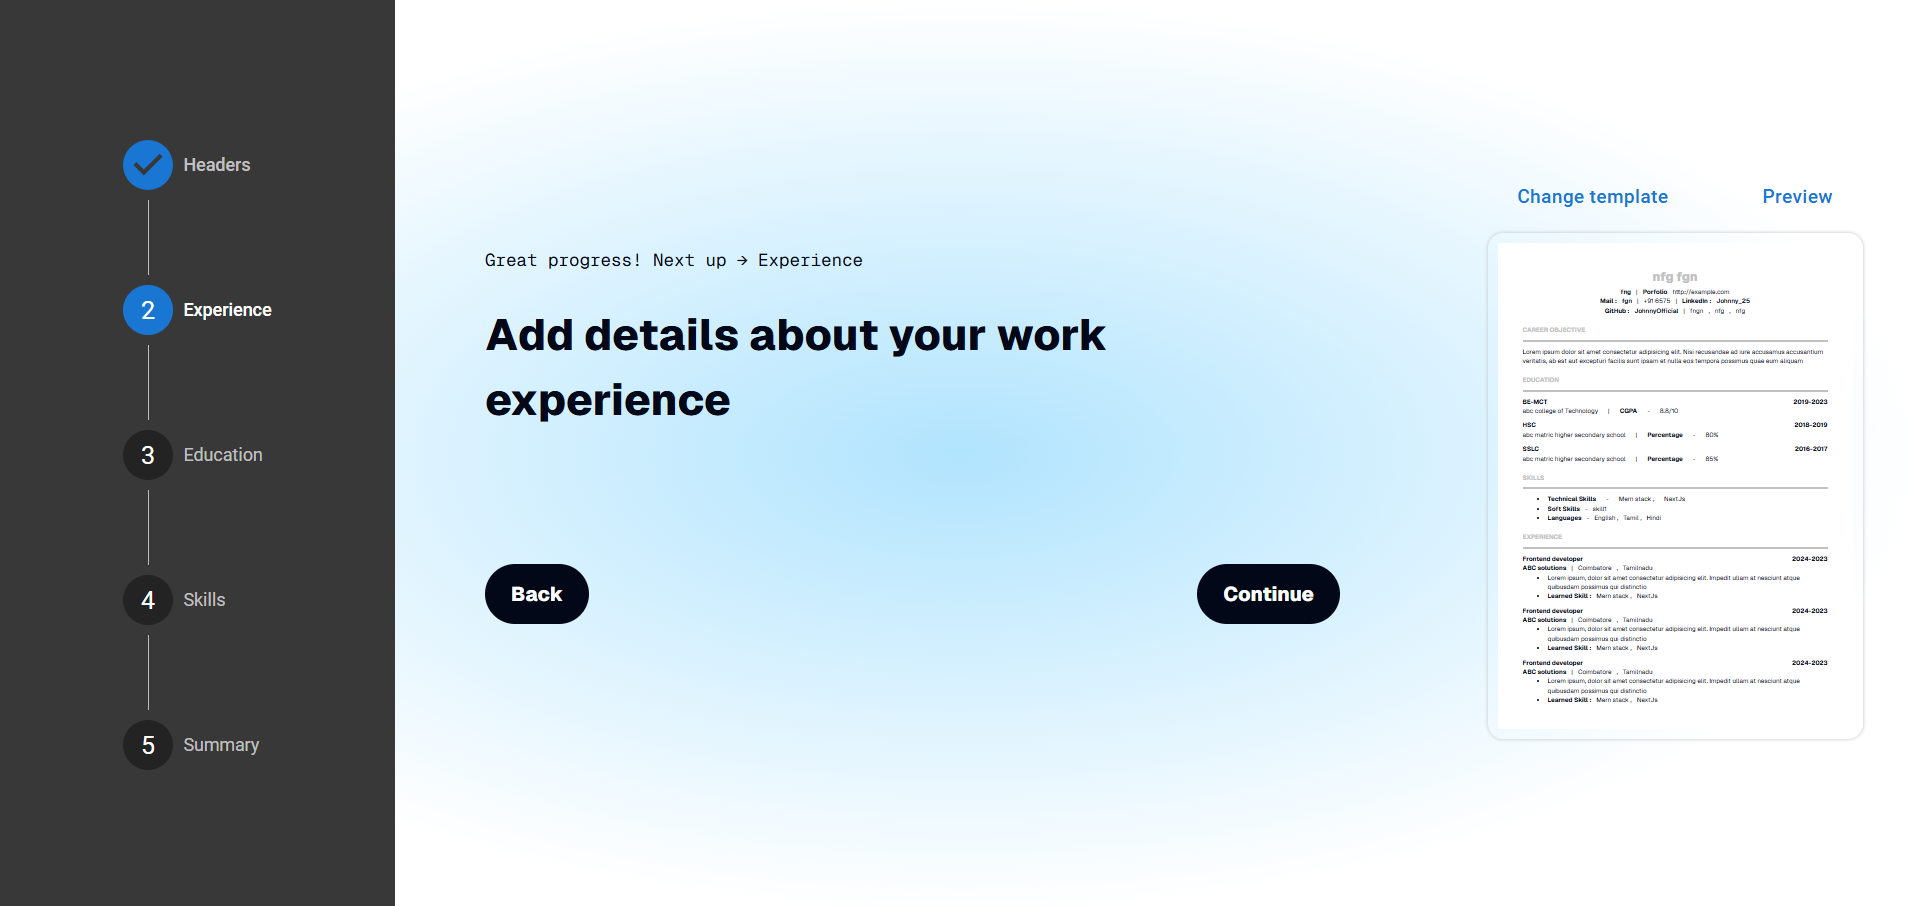 Headers
2 Experience
3 Education
4 Skills
5 Summary
Great progress! Next up → Experience
Add details about your work
experience
Back
Continue
Change template
Preview
nfg fgn
fng | Porfolio http://example.com
Mail : fgn | +91 6575 | LinkedIn : Johnny_25
GitHub : JohnnyOfficial | fngn , nfg , nfg
CAREER OBJECTIVE
Lorem ipsum dolor sit amet consectetur adipisicing elit. Nisi recusandae ad iure accusamus accusantium
veritatis, ab est aut excepturi facilis sunt ipsam et nulla eos tempora possimus quae eum aliquam
EDUCATION
BE-MCT 2019-2023
abc college of Technology | CGPA - 8.8/10
HSC 2018-2019
abc matric higher secondary school | Percentage - 80%
SSLC 2016-2017
abc matric higher secondary school | Percentage - 85%
SKILLS
• Technical Skills - Mern stack , NextJs
• Soft Skills - skill1
• Languages - English , Tamil , Hindi
EXPERIENCE
Frontend developer 2024-2023
ABC solutions | Coimbatore , Tamilnadu
• Lorem ipsum, dolor sit amet consectetur adipisicing elit. Impedit ullam at nesciunt atque
quibusdam possimus qui distinctio
• Learned Skill : Mern stack , NextJs
Frontend developer 2024-2023
ABC solutions | Coimbatore , Tamilnadu
• Lorem ipsum, dolor sit amet consectetur adipisicing elit. Impedit ullam at nesciunt atque
quibusdam possimus qui distinctio
• Learned Skill : Mern stack , NextJs
Frontend developer 2024-2023
ABC solutions | Coimbatore , Tamilnadu
• Lorem ipsum, dolor sit amet consectetur adipisicing elit. Impedit ullam at nesciunt atque
quibusdam possimus qui distinctio
• Learned Skill : Mern stack , NextJs